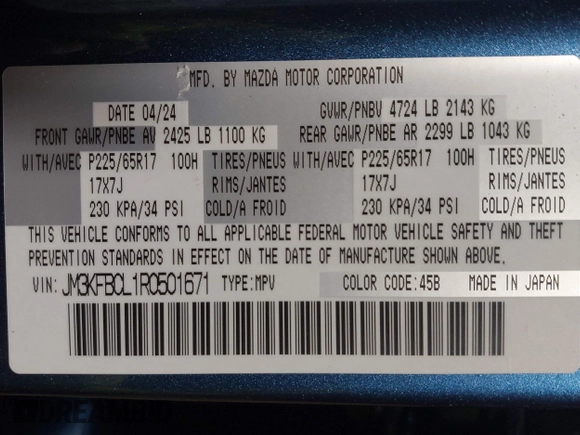 MFD. BY MAZDA MOTOR CORPORATION
DATE 04/24 GVWR/PNBV 4724 LB 2143 KG
FRONT GAWR/PNBE AV 2425 LB 1100 KG REAR GAWR/PNBE AR 2299 LB 1043 KG
WITH/AVEC P225/65R17 100H TIRES/PNEUS WITH/AVEC P225/65R17 100H TIRES/PNEUS
17X7J RIMS/JANTES 17X7J RIMS/JANTES
230 KPA/34 PSI COLD/A FROID 230 KPA/34 PSI COLD/A FROID
THIS VEHICLE CONFORMS TO ALL APPLICABLE FEDERAL MOTOR VEHICLE SAFETY AND THEFT
PREVENTION STANDARDS IN EFFECT ON THE DATE OF MANUFACTURE SHOWN ABOVE.
VIN: JM3KFBCL1R0501671 TYPE:MPV COLOR CODE:45B MADE IN JAPAN
DREAMBID